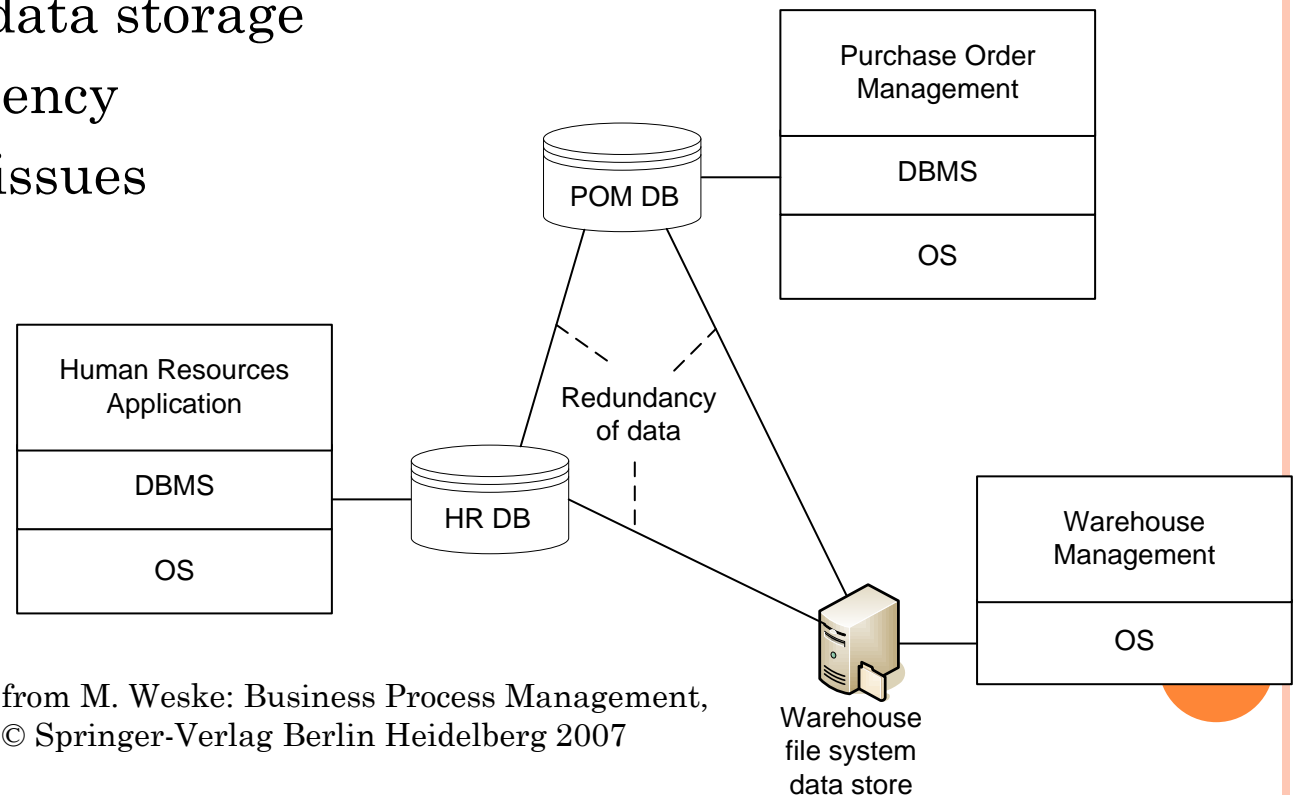 data storage
ency
issues
Purchase Order
Management
DBMS
OS
POM DB
Human Resources
Application
DBMS
OS
Redundancy
of data
HR DB
Warehouse
Management
OS
Warehouse
file system
data store
from M. Weske: Business Process Management,
© Springer-Verlag Berlin Heidelberg 2007